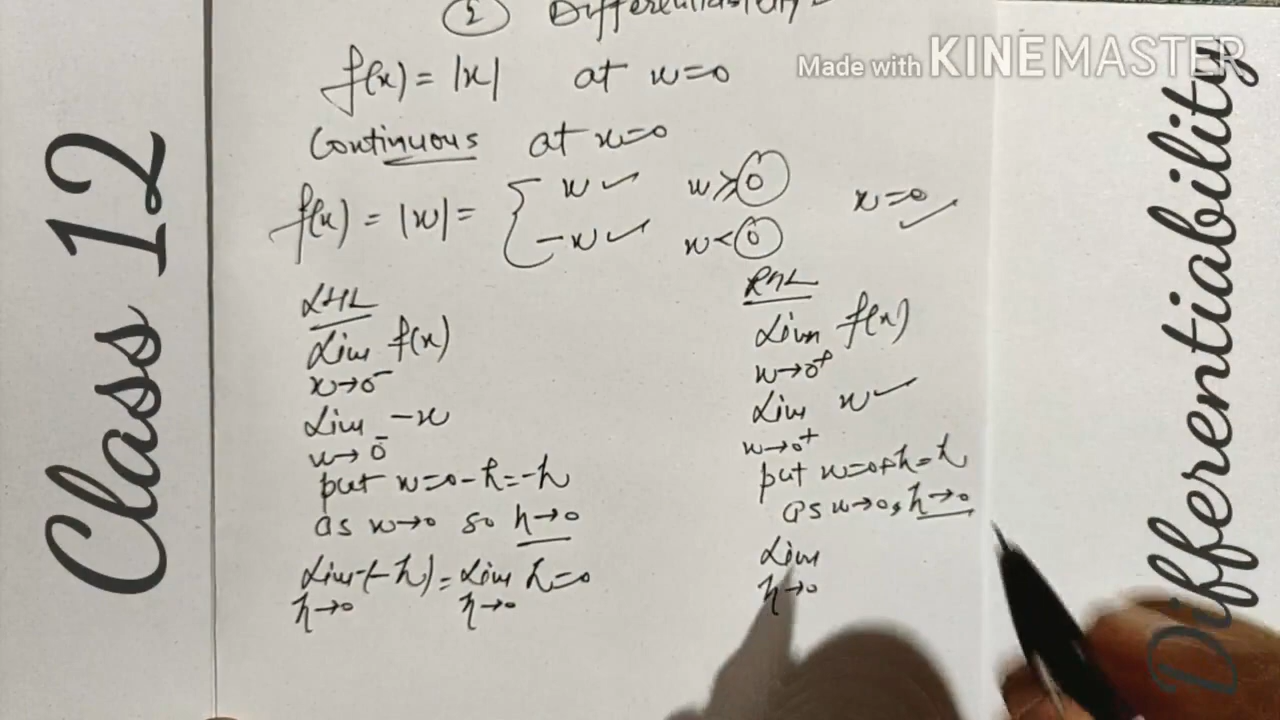 ② Differentiability
f(x) = |x| at x=0
Continuous at x=0
f(x) = |x| = { x ✓ x≥0
-x ✓ x<0
x=0 ✓
LHL
Lim f(x)
x→0⁻
Lim -x
x→0⁻
put x=0-h=-h
as x→0 so h→0
Lim -(-h) = Lim h=0
h→0 h→0
RHL
Lim f(x)
x→0⁺
Lim x ✓
x→0⁺
put x=0+h=h
as x→0, h→0
Lim
h→0
Class 12
Differentiability
Made with KINEMASTER